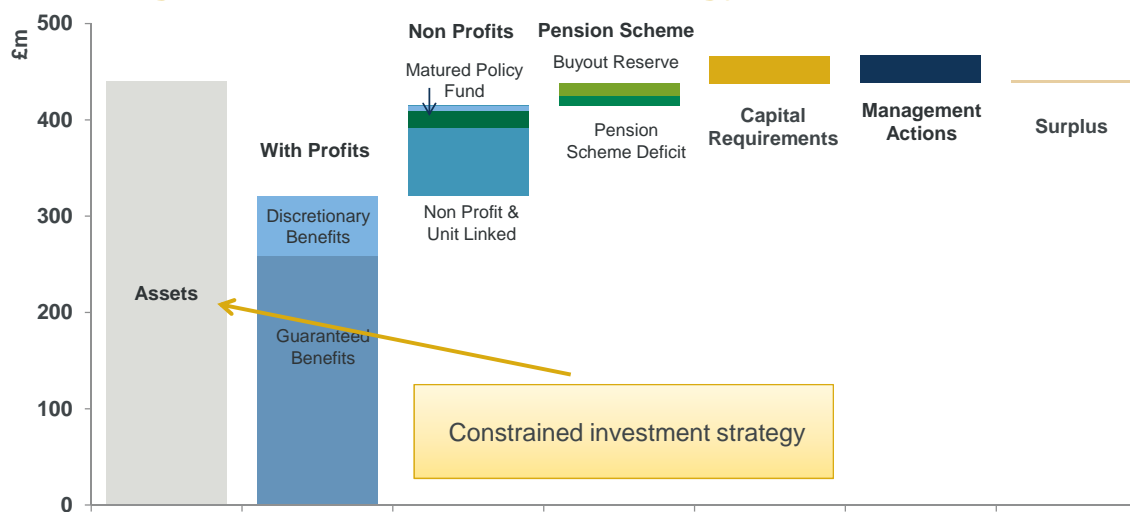 £m
500
400
300
200
100
0
Assets
With Profits
Discretionary
Benefits
Guaranteed
Benefits
Non Profits
Matured Policy
Fund
Non Profit &
Unit Linked
Pension Scheme
Buyout Reserve
Pension
Scheme Deficit
Capital
Requirements
Management
Actions
Surplus
Constrained investment strategy